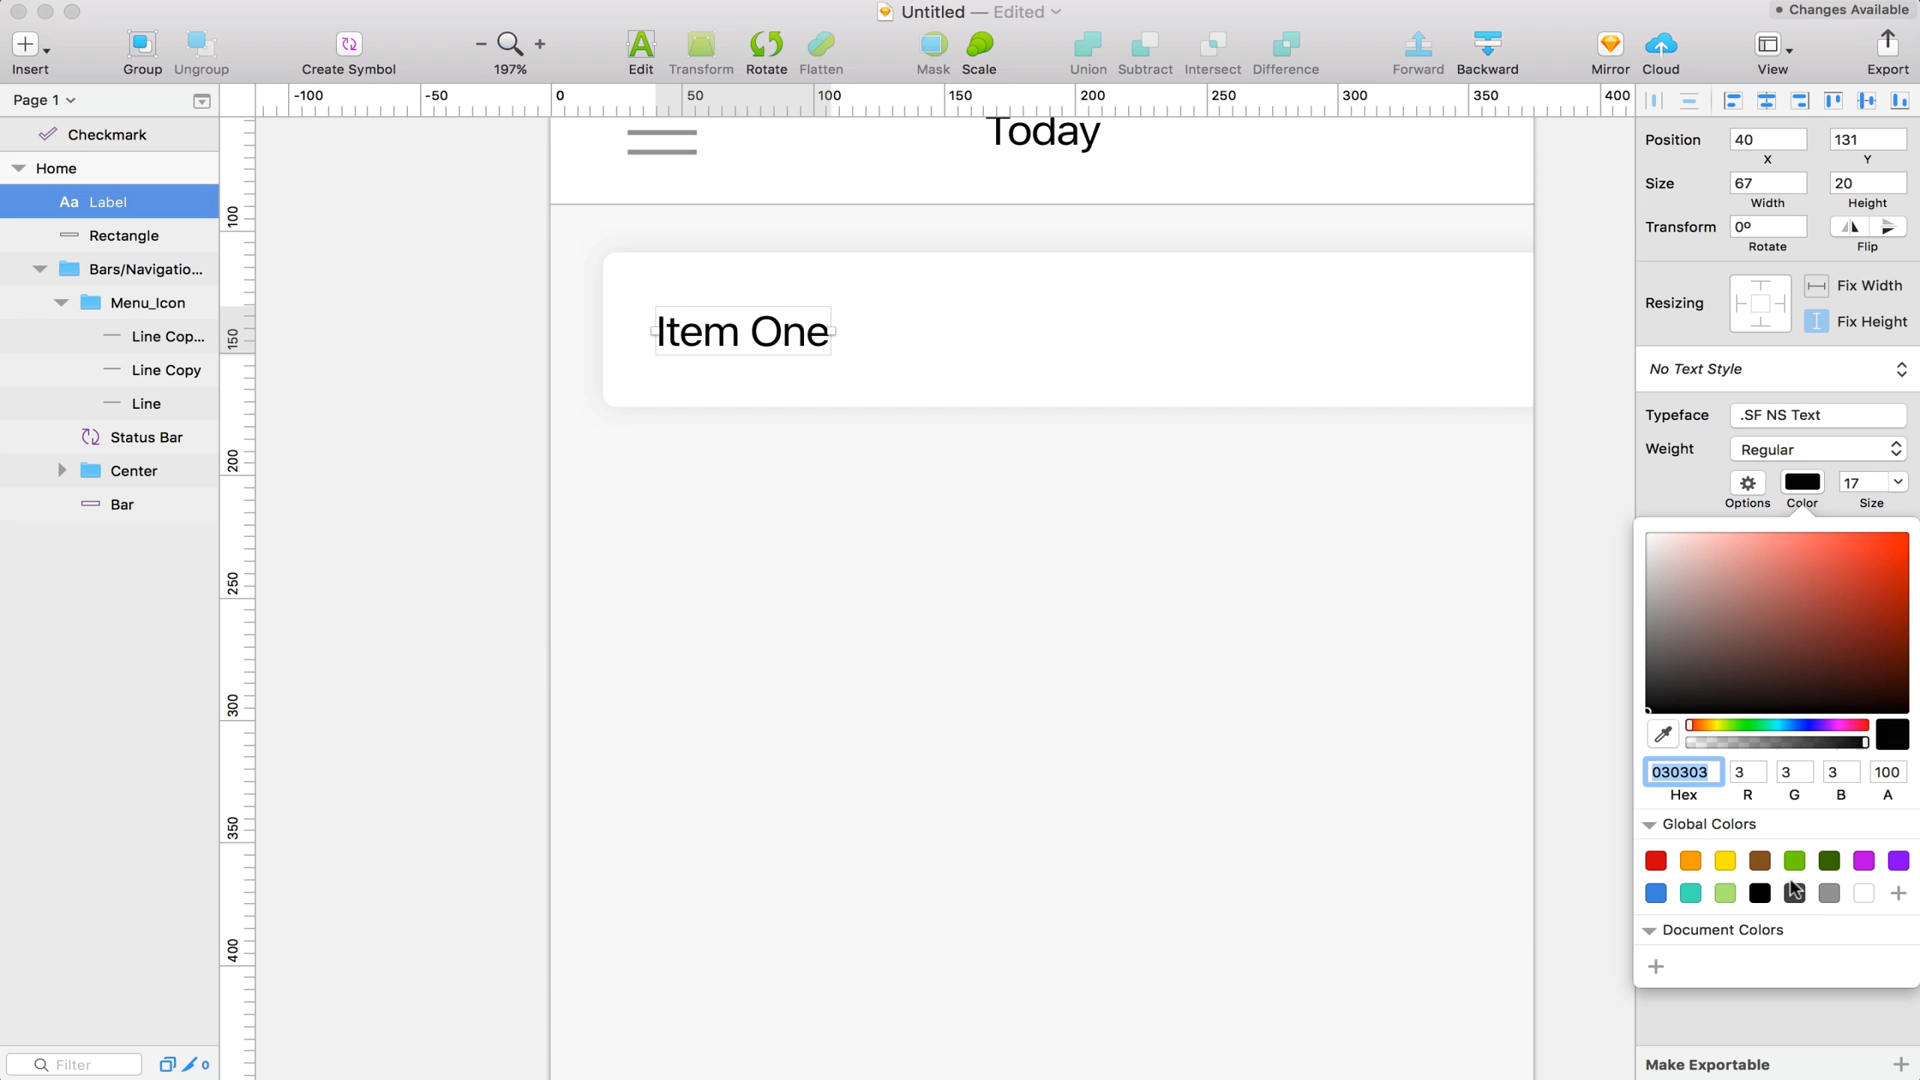 Untitled — Edited
Changes Available
Insert
Group
Ungroup
Create Symbol
197%
Edit
Transform
Rotate
Flatten
Mask
Scale
Union
Subtract
Intersect
Difference
Forward
Backward
Mirror
Cloud
View
Export
Page 1
-100 -50 0 50 100 150 200 250 300 350 400
Checkmark
Home
Aa Label
Rectangle
Bars/Navigatio...
Menu_Icon
Line Cop...
Line Copy
Line
Status Bar
Center
Bar
Filter
0
100
150
200
250
300
350
400
Today
Item One
Position 40 131
X Y
Size 67 20
Width Height
Transform 0º
Rotate Flip
Resizing
Fix Width
Fix Height
No Text Style
Typeface .SF NS Text
Weight Regular
17
Options Color Size
030303 3 3 3 100
Hex R G B A
Global Colors
Document Colors
Make Exportable